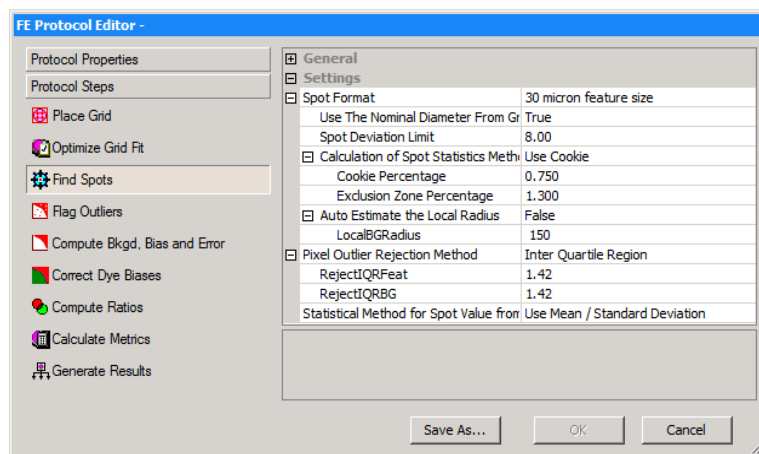 FE Protocol Editor -
Protocol Properties
Protocol Steps
Place Grid
Optimize Grid Fit
Find Spots
Flag Outliers
Compute Bkgd, Bias and Error
Correct Dye Biases
Compute Ratios
Calculate Metrics
Generate Results
General
Settings
Spot Format 30 micron feature size
Use The Nominal Diameter From Gr True
Spot Deviation Limit 8.00
Calculation of Spot Statistics Meth Use Cookie
Cookie Percentage 0.750
Exclusion Zone Percentage 1.300
Auto Estimate the Local Radius False
LocalBGRadius 150
Pixel Outlier Rejection Method Inter Quartile Region
RejectIQRFeat 1.42
RejectIQRBG 1.42
Statistical Method for Spot Value from Use Mean / Standard Deviation
Save As... OK Cancel